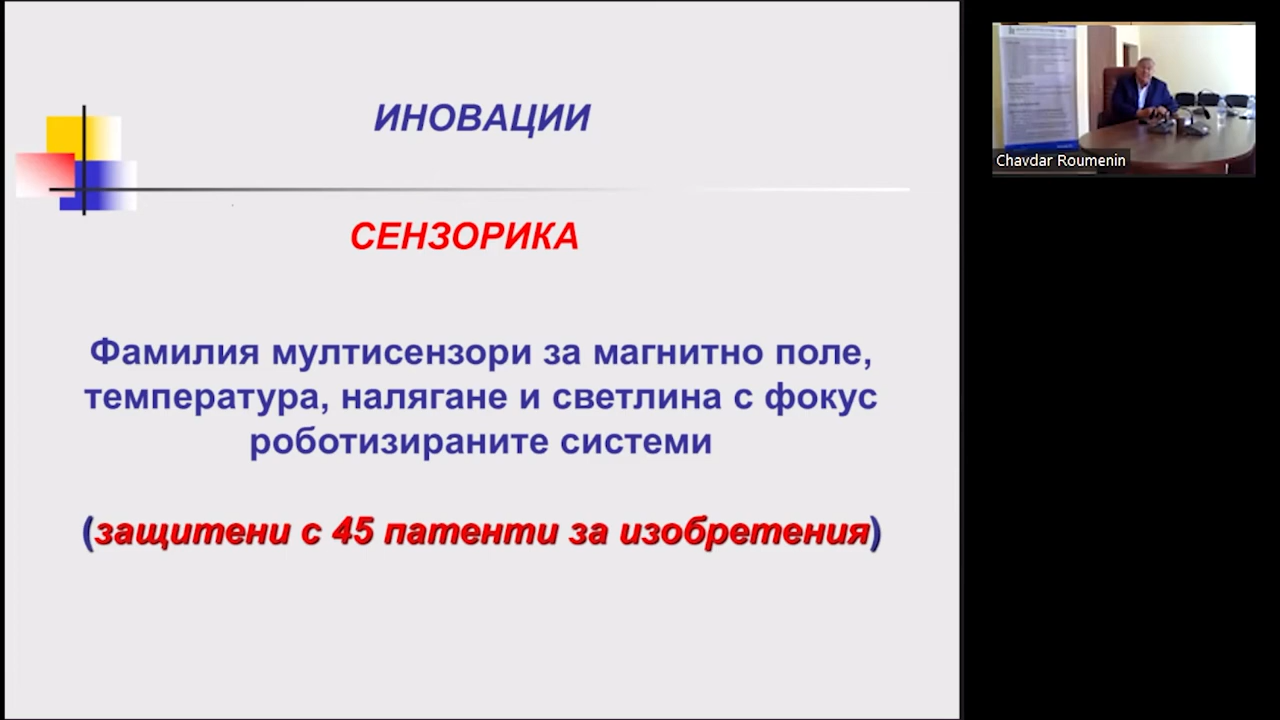 ИНОВАЦИИ
СЕНЗОРИКА
Фамилия мултисензори за магнитно поле,
температура, налягане и светлина с фокус
роботизираните системи
(защитени с 45 патенти за изобретения)
Chavdar Roumenin